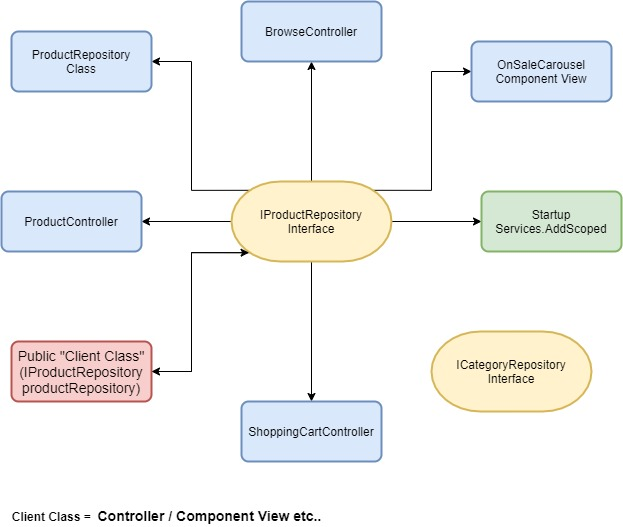 BrowseController
ProductRepository
Class
OnSaleCarousel
Component View
ProductController
IProductRepository
Interface
Startup
Services.AddScoped
Public "Client Class"
(IProductRepository
productRepository)
ICategoryRepository
Interface
ShoppingCartController
Client Class = Controller / Component View etc..